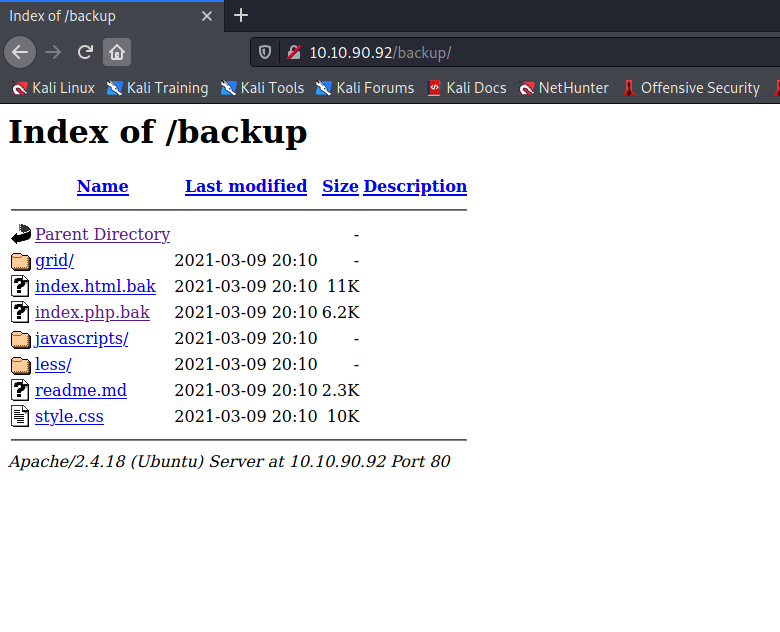 Index of /backup
10.10.90.92/backup/
Kali Linux Kali Training Kali Tools Kali Forums Kali Docs NetHunter Offensive Security
Index of /backup
Name Last modified Size Description
Parent Directory -
grid/ 2021-03-09 20:10 -
index.html.bak 2021-03-09 20:10 11K
index.php.bak 2021-03-09 20:10 6.2K
javascripts/ 2021-03-09 20:10 -
less/ 2021-03-09 20:10 -
readme.md 2021-03-09 20:10 2.3K
style.css 2021-03-09 20:10 10K
Apache/2.4.18 (Ubuntu) Server at 10.10.90.92 Port 80